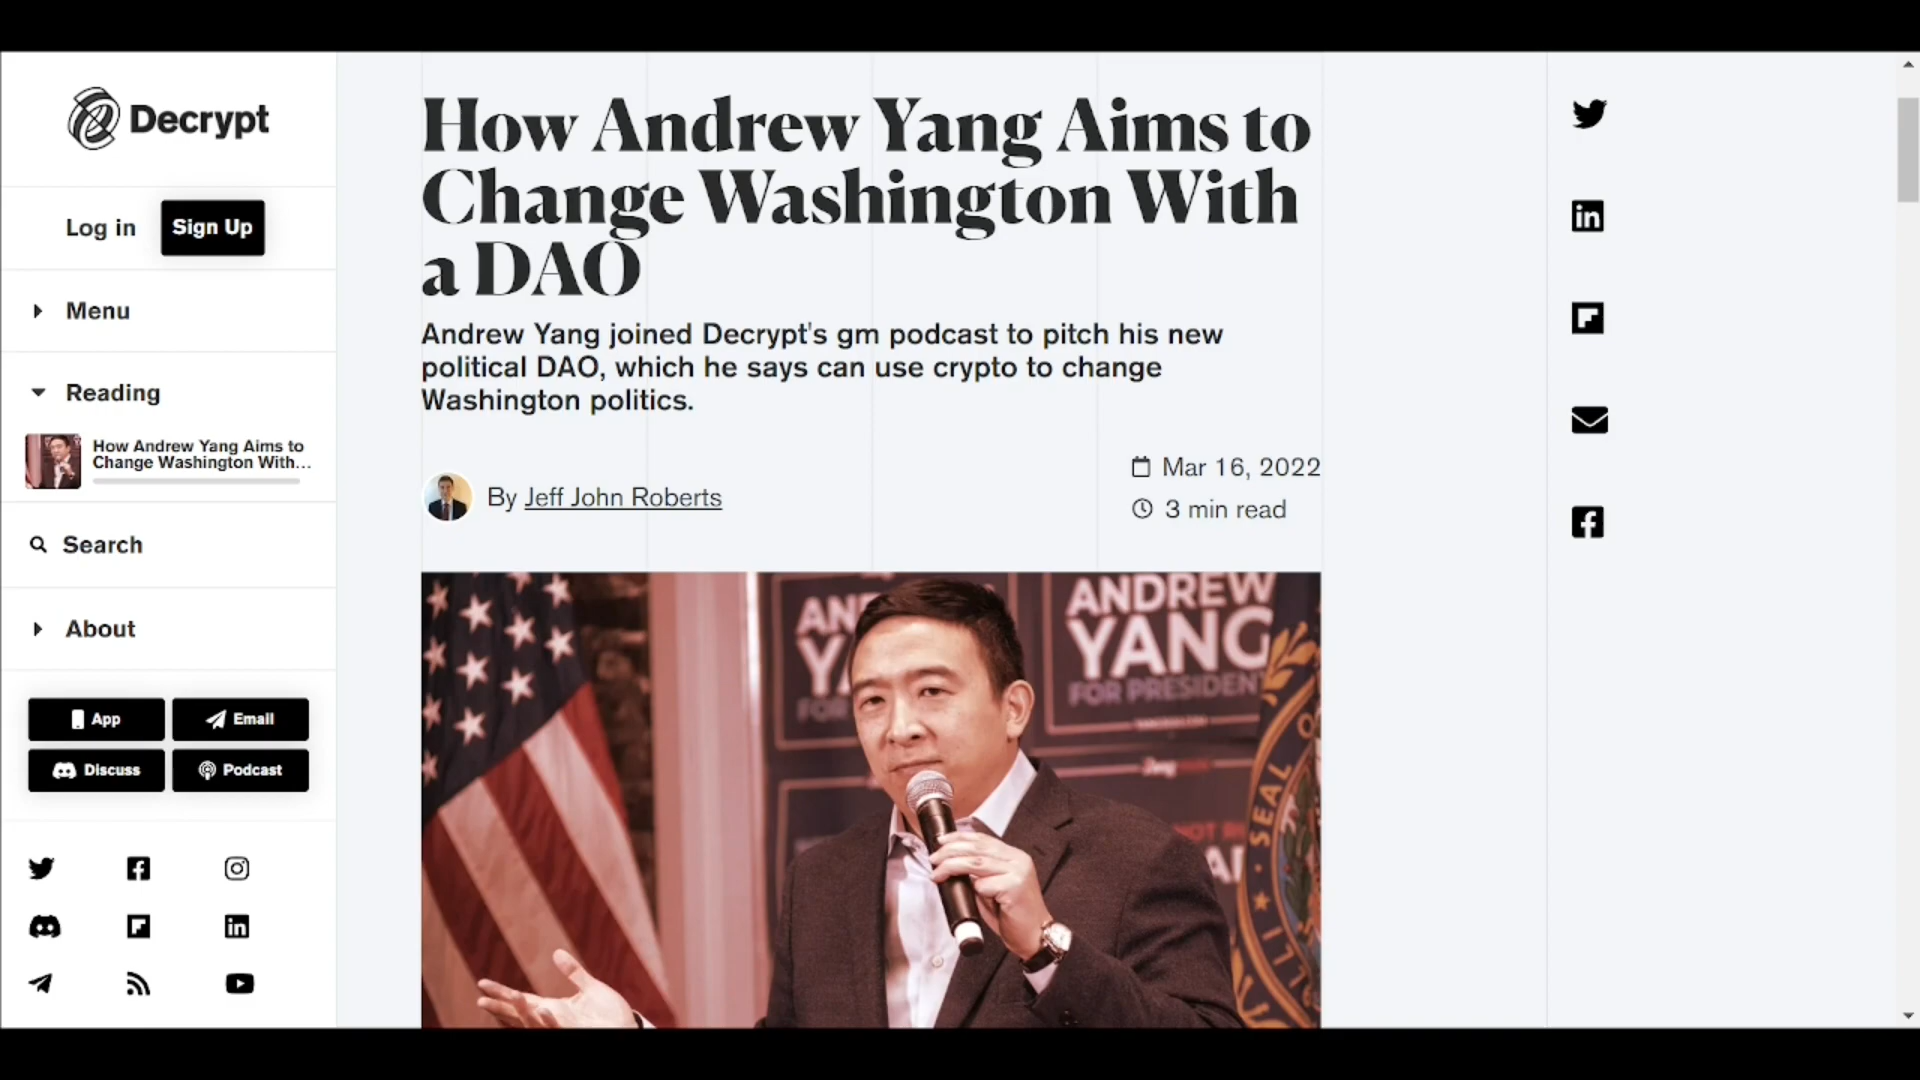 Decrypt
Log in
Sign Up
Menu
Reading
How Andrew Yang Aims to
Change Washington With...
Search
About
App
Email
Discuss
Podcast
How Andrew Yang Aims to
Change Washington With
a DAO
Andrew Yang joined Decrypt's gm podcast to pitch his new
political DAO, which he says can use crypto to change
Washington politics.
By Jeff John Roberts
Mar 16, 2022
3 min read
ANDREW
YANG
FOR PRESIDEN
SEAL